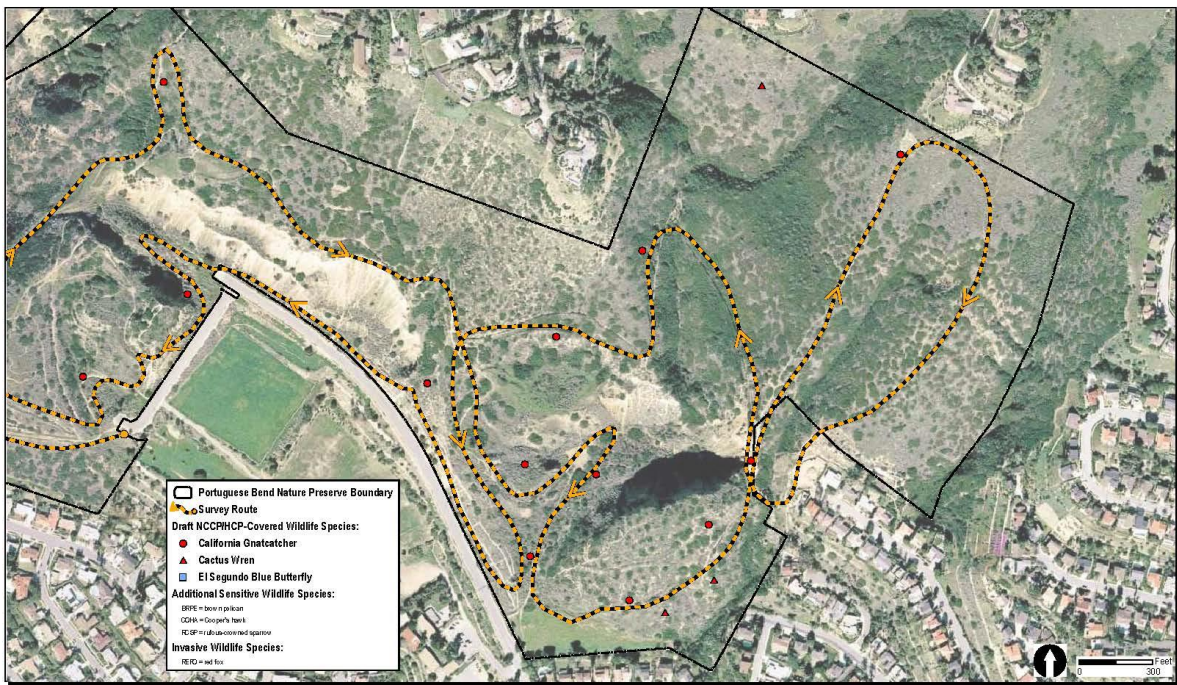 Portuguese Bend Nature Preserve Boundary
Survey Route
Draft NCCP/HCP-Covered Wildlife Species:
California Gnatcatcher
Cactus Wren
El Segundo Blue Butterfly
Additional Sensitive Wildlife Species:
BRPE = brown pelican
COHA = Cooper's hawk
RCSP = rufous-crowned sparrow
Invasive Wildlife Species:
REFO = red fox
Feet
0 300